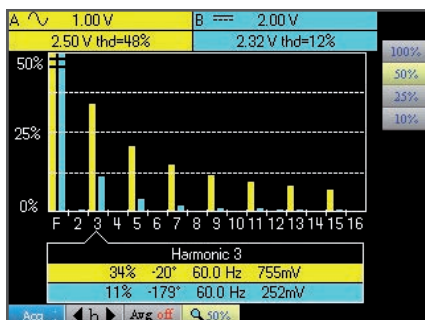 A 1.00 V B 2.00 V
2.50 V thd=48% 2.32 V thd=12%
100%
50%
25%
10%
50%
25%
0%
F 2 3 4 5 6 7 8 9 10 11 12 13 14 15 16
Harmonic 3
34% -20° 60.0 Hz 755mV
11% -179° 60.0 Hz 252mV
Acq h Avg off 50%